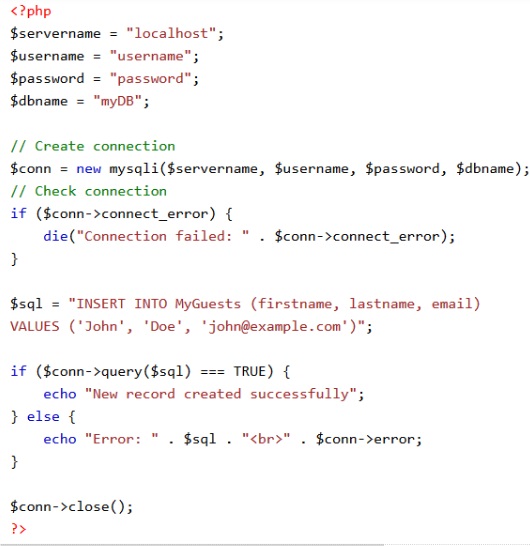 <?php
$servername = "localhost";
$username = "username";
$password = "password";
$dbname = "myDB";

// Create connection
$conn = new mysqli($servername, $username, $password, $dbname);
// Check connection
if ($conn->connect_error) {
    die("Connection failed: " . $conn->connect_error);
}

$sql = "INSERT INTO MyGuests (firstname, lastname, email)
VALUES ('John', 'Doe', 'john@example.com')";

if ($conn->query($sql) === TRUE) {
    echo "New record created successfully";
} else {
    echo "Error: " . $sql . "<br>" . $conn->error;
}

$conn->close();
?>